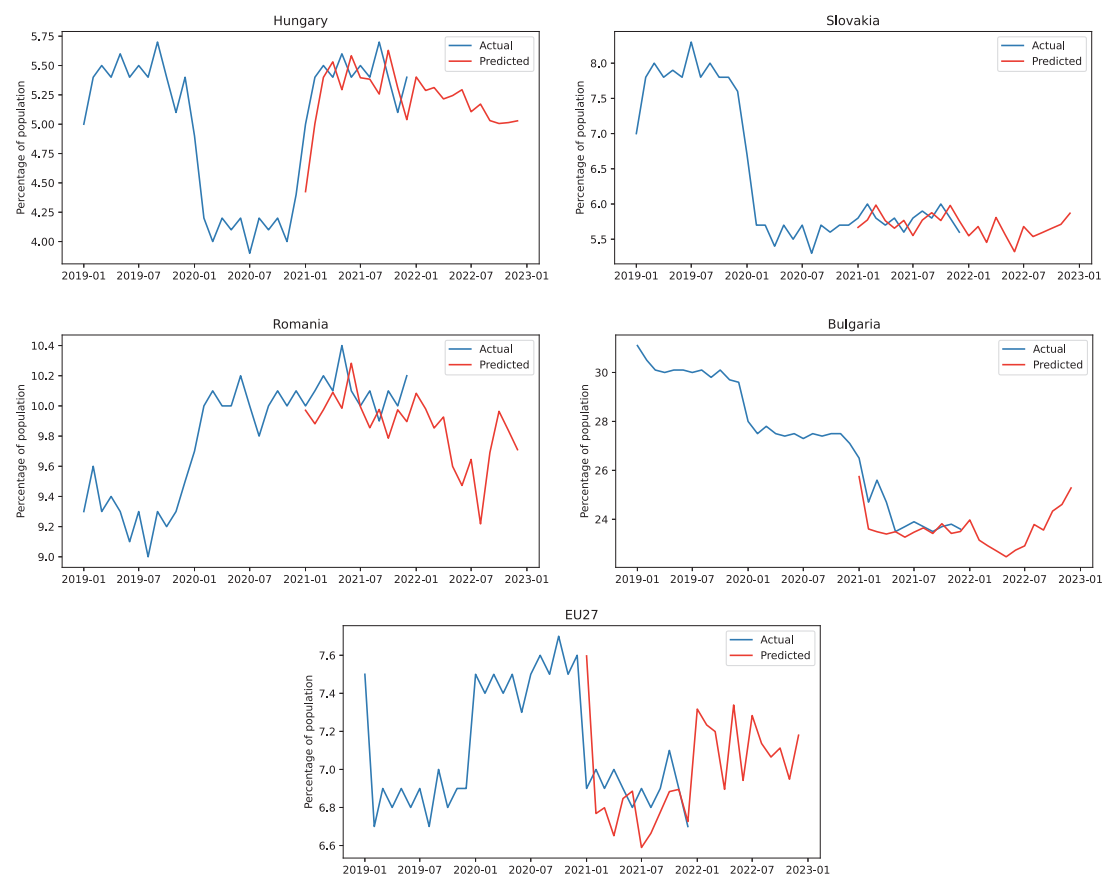 Hungary
Percentage of population
5.75
5.50
5.25
5.00
4.75
4.50
4.25
4.00
2019-01 2019-07 2020-01 2020-07 2021-01 2021-07 2022-01 2022-07 2023-01
Actual
Predicted
Slovakia
Percentage of population
8.0
7.5
7.0
6.5
6.0
5.5
2019-01 2019-07 2020-01 2020-07 2021-01 2021-07 2022-01 2022-07 2023-01
Actual
Predicted
Romania
Percentage of population
10.4
10.2
10.0
9.8
9.6
9.4
9.2
9.0
2019-01 2019-07 2020-01 2020-07 2021-01 2021-07 2022-01 2022-07 2023-01
Actual
Predicted
Bulgaria
Percentage of population
30
28
26
24
2019-01 2019-07 2020-01 2020-07 2021-01 2021-07 2022-01 2022-07 2023-01
Actual
Predicted
EU27
Percentage of population
7.6
7.4
7.2
7.0
6.8
6.6
2019-01 2019-07 2020-01 2020-07 2021-01 2021-07 2022-01 2022-07 2023-01
Actual
Predicted